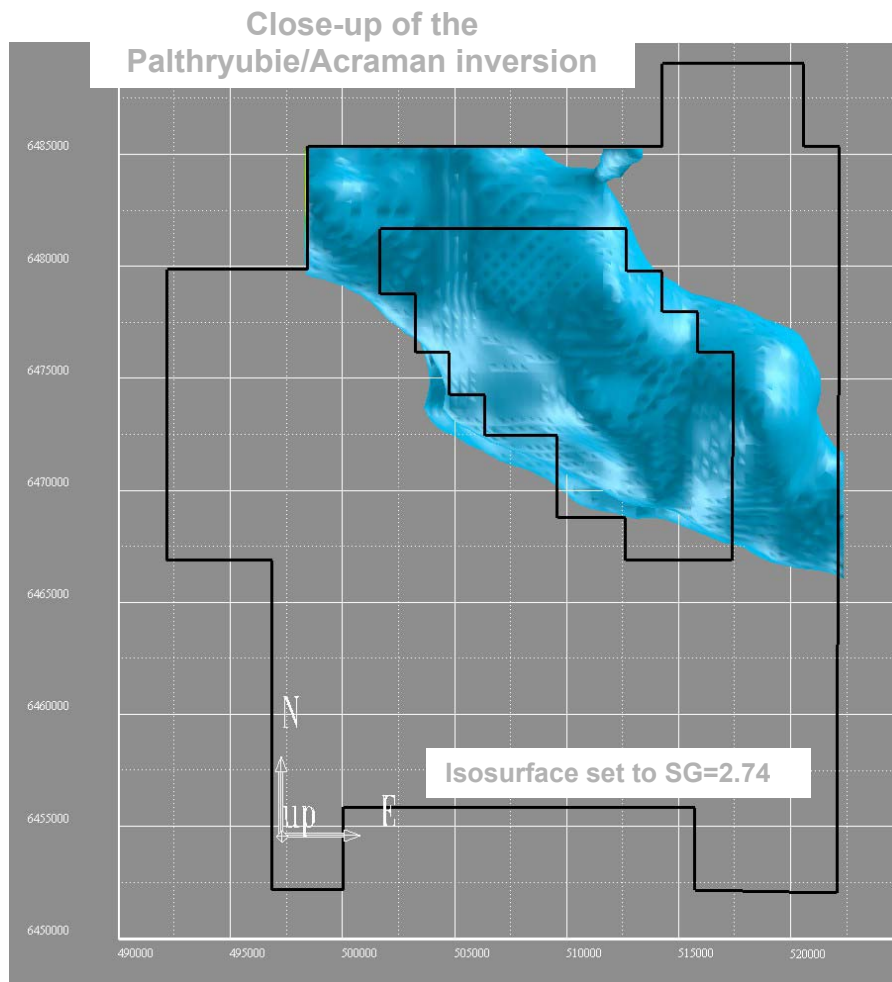 Close-up of the
Palthryubie/Acraman inversion
6485000
6480000
6475000
6470000
6465000
6460000
N
Isosurface set to SG=2.74
up E
6455000
6450000
490000 495000 500000 505000 510000 515000 520000